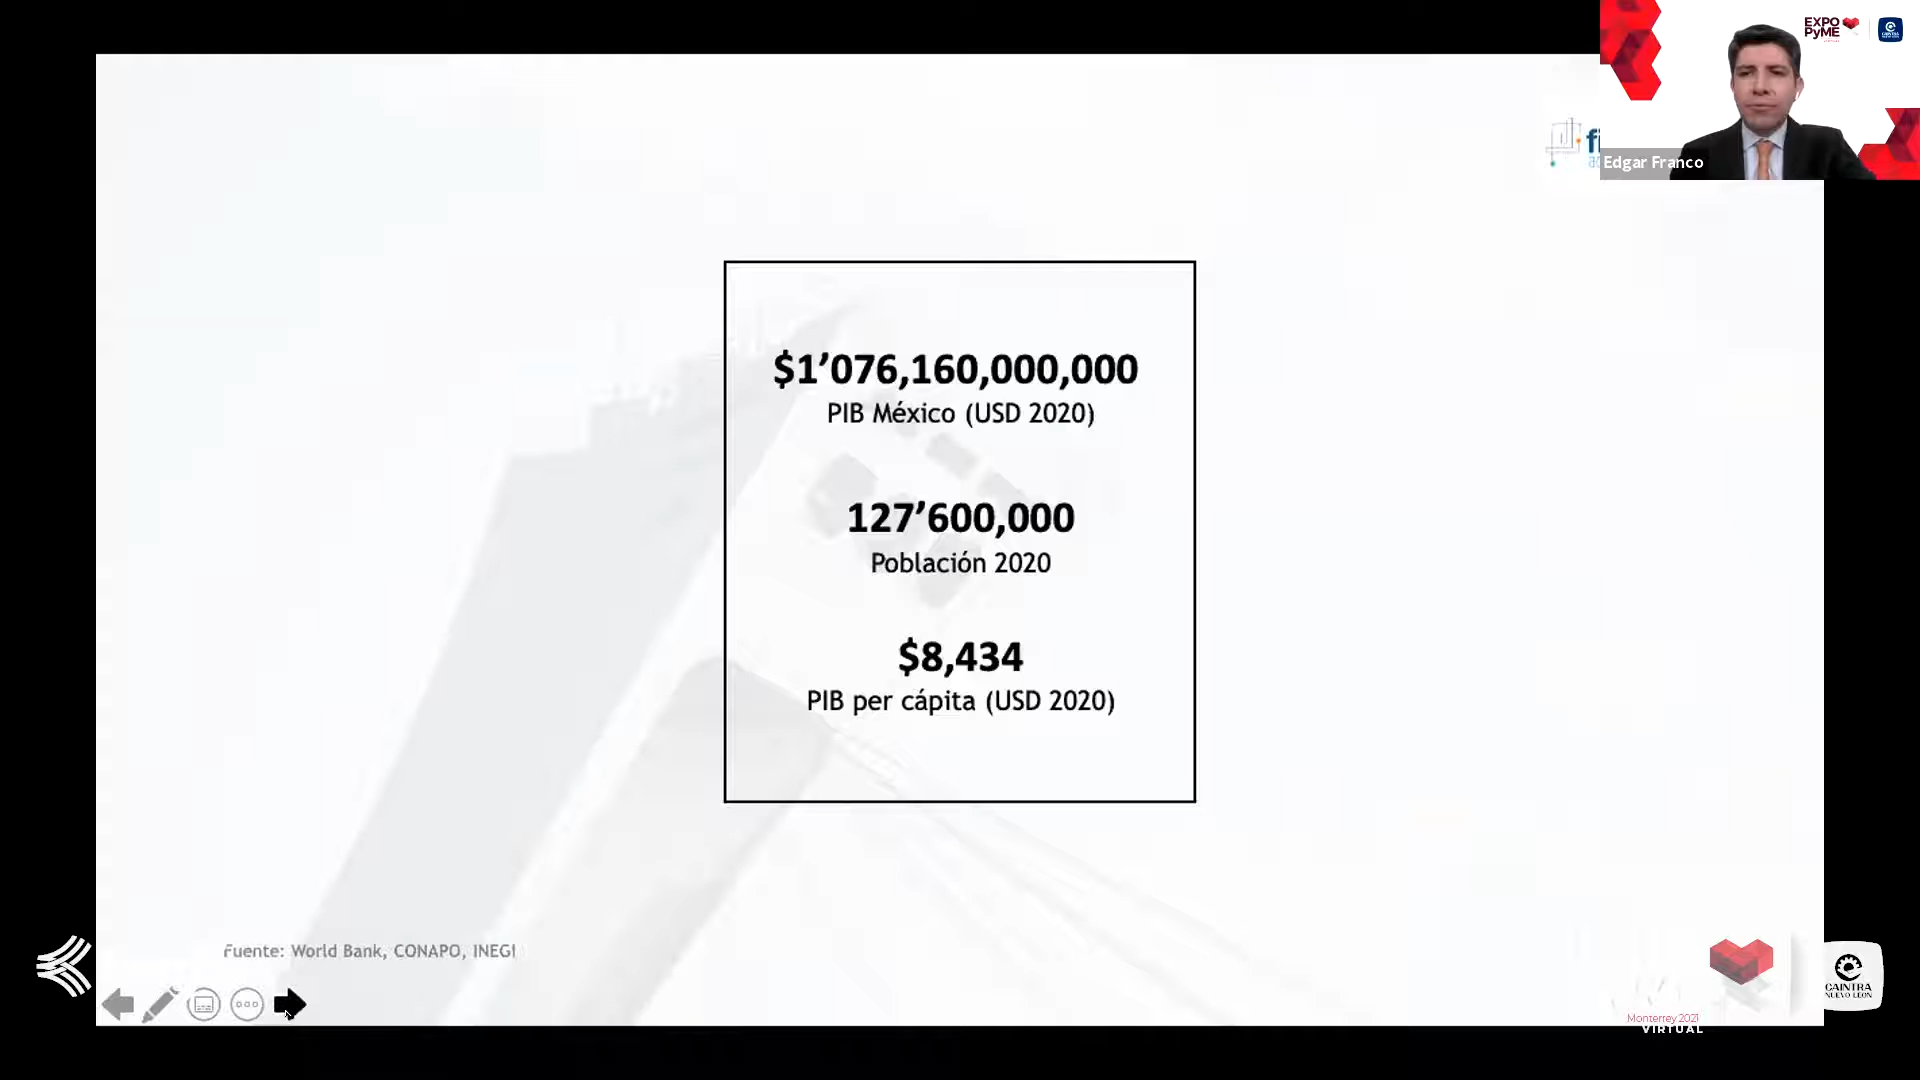 EXPO
PyME
Edgar Franco
$1’076,160,000,000
PIB México (USD 2020)
127’600,000
Población 2020
$8,434
PIB per cápita (USD 2020)
Fuente: World Bank, CONAPO, INEGI
CAINTRA
NUEVO LEÓN
Monterrey 2021
VIRTUAL